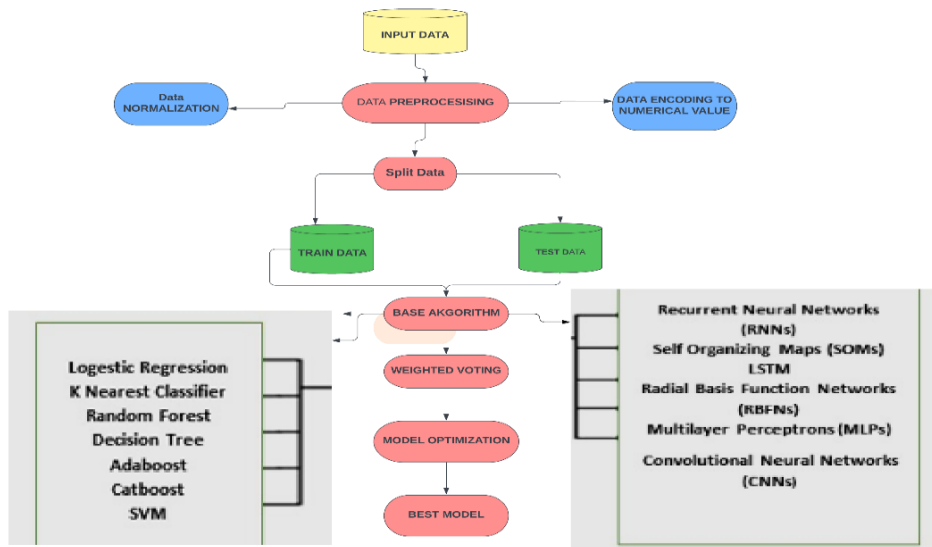 INPUT DATA
Data
NORMALIZATION
DATA PREPROCESISING
DATA ENCODING TO
NUMERICAL VALUE
Split Data
TRAIN DATA
TEST DATA
BASE AKGORITHM
WEIGHTED VOTING
MODEL OPTIMIZATION
BEST MODEL
Logestic Regression
K Nearest Classifier
Random Forest
Decision Tree
Adaboost
Catboost
SVM
Recurrent Neural Networks
(RNNs)
Self Organizing Maps (SOMs)
LSTM
Radial Basis Function Networks
(RBFNs)
Multilayer Perceptrons (MLPs)
Convolutional Neural Networks
(CNNs)